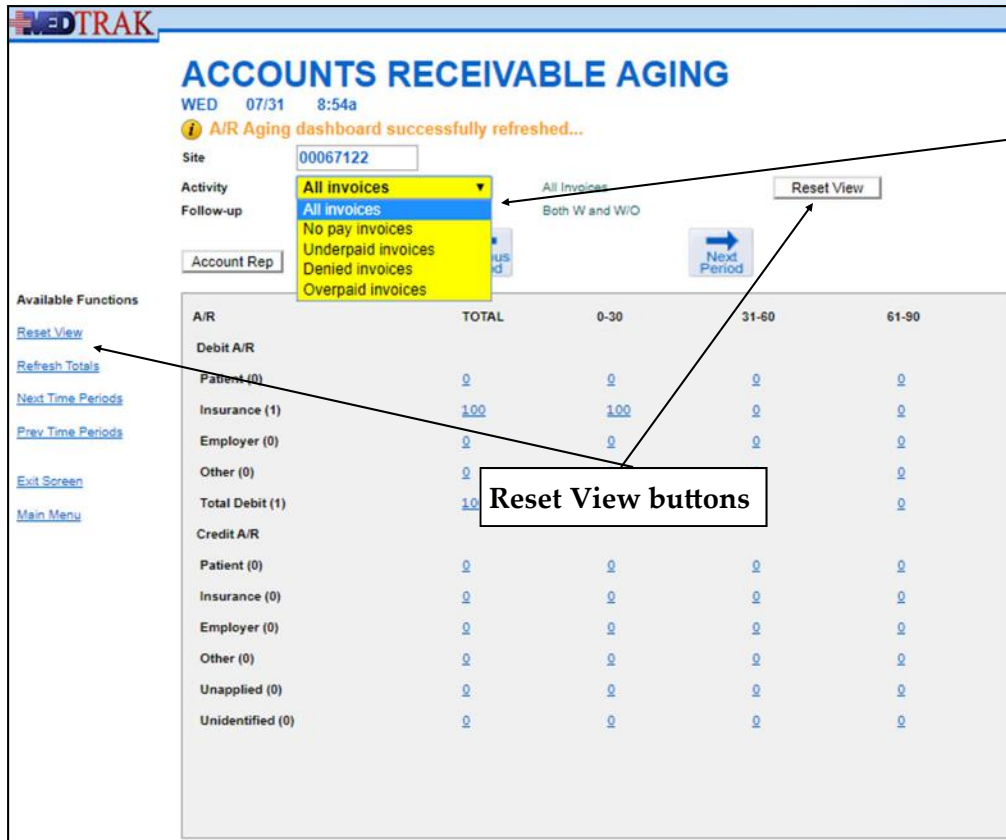 MEDTRAK
ACCOUNTS RECEIVABLE AGING
WED 07/31 8:54a
A/R Aging dashboard successfully refreshed...
Site 00067122
Activity All invoices All Invoices Reset View
Follow-up All invoices Both W and W/O
No pay invoices
Underpaid invoices
Denied invoices
Overpaid invoices
Account Rep
Next
Period
Available Functions
Reset View
Refresh Totals
Next Time Periods
Prev Time Periods
Exit Screen
Main Menu
A/R TOTAL 0-30 31-60 61-90
Debit A/R
Patient (0) 0 0 0 0
Insurance (1) 100 100 0 0
Employer (0) 0 0 0 0
Other (0) 0 0
Total Debit (1) 0
Reset View buttons
Credit A/R
Patient (0) 0 0 0 0
Insurance (0) 0 0 0 0
Employer (0) 0 0 0 0
Other (0) 0 0 0 0
Unapplied (0) 0 0 0 0
Unidentified (0) 0 0 0 0